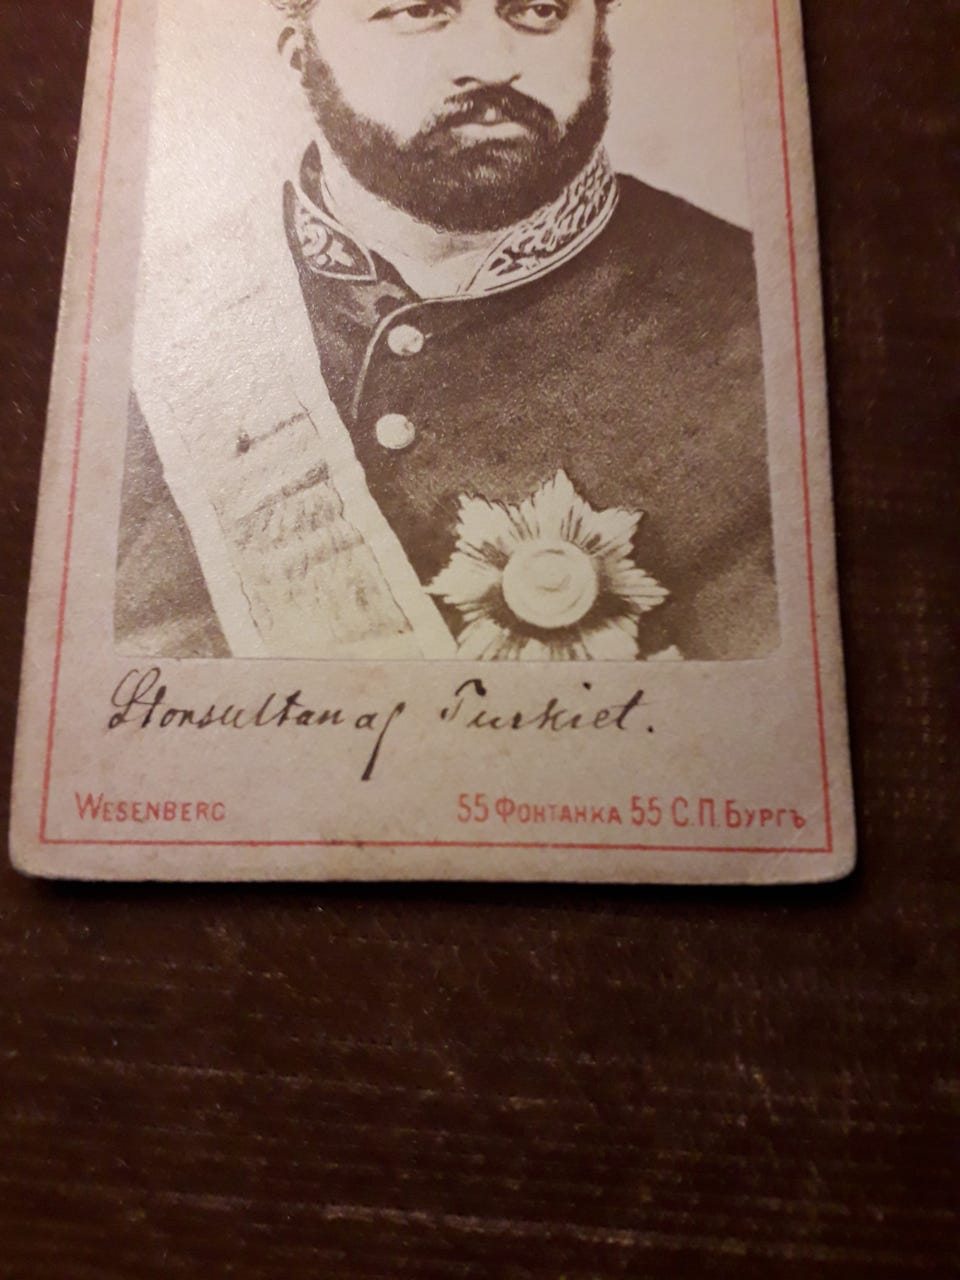 Storsultan af Turkiet.
WESENBERG 55 ФОНТАНКА 55 С.П.БУРГЪ